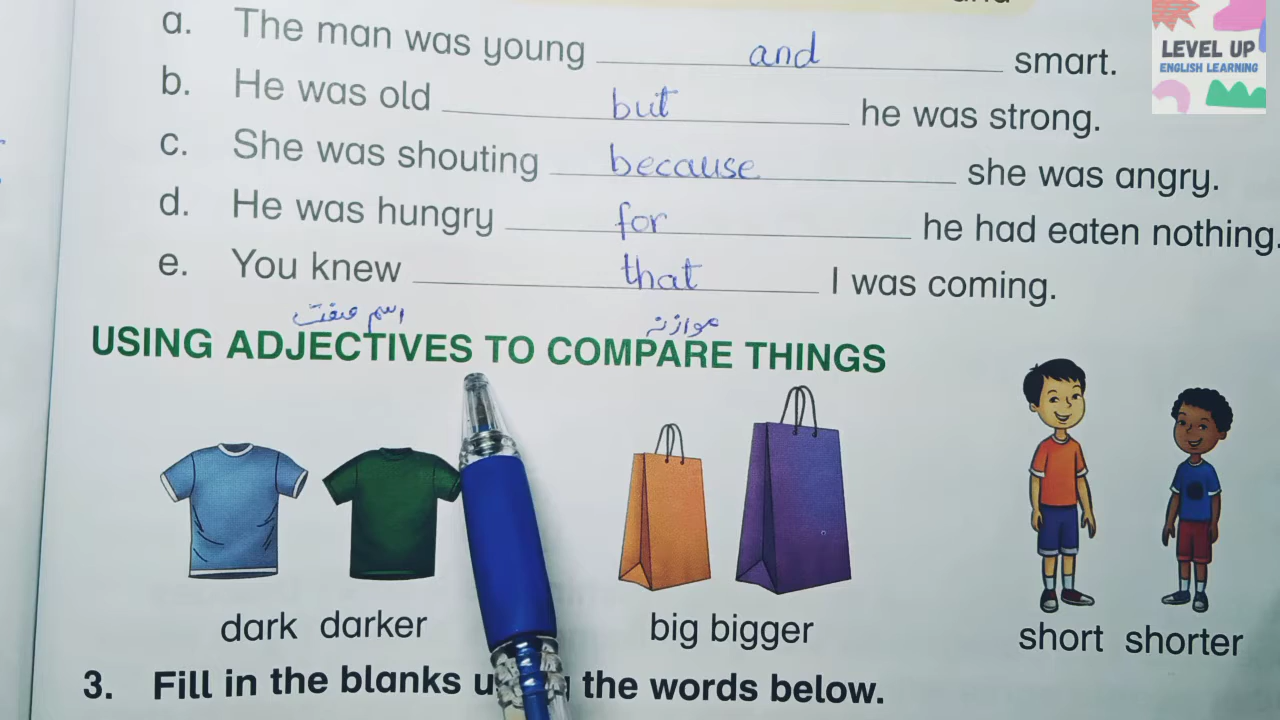 LEVEL UP
ENGLISH LEARNING
a. The man was young and smart.
b. He was old but he was strong.
c. She was shouting because she was angry.
d. He was hungry for he had eaten nothing.
e. You knew that I was coming.
اسم صفت موازنہ
USING ADJECTIVES TO COMPARE THINGS
dark darker big bigger short shorter
3. Fill in the blanks the words below.